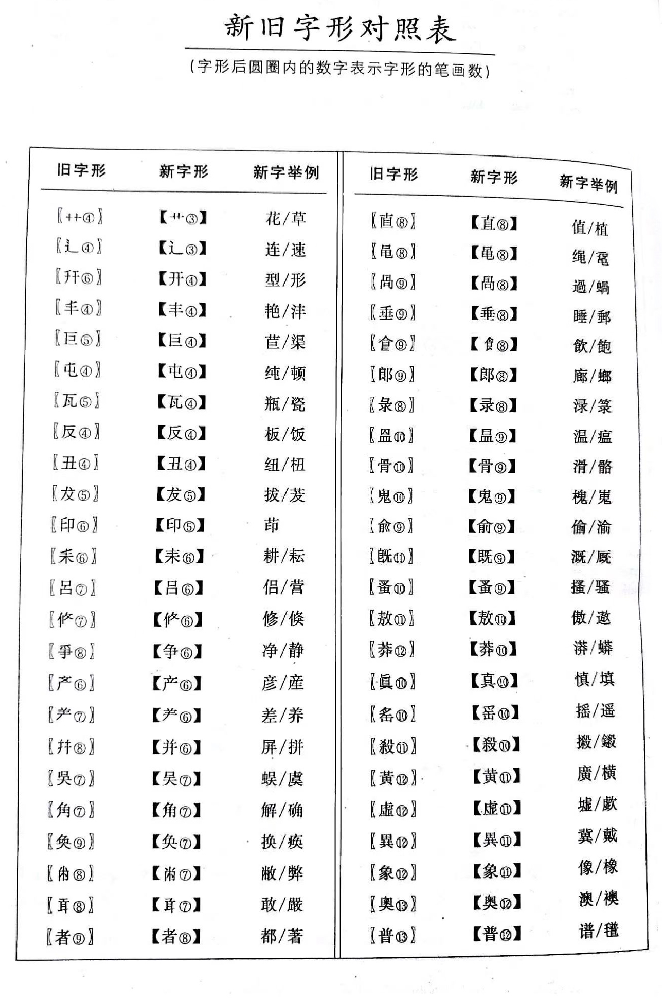 新旧字形对照表
(字形后圆圈内的数字表示字形的笔画数)
旧字形 新字形 新字举例
〖艹④〗 【艹③】 花/草
〖辶④〗 【辶③】 连/速
〖幵⑥〗 【开④】 型/形
〖丰④〗 【丰④】 艳/沣
〖巨⑤〗 【巨④】 苣/渠
〖屯④〗 【屯④】 纯/顿
〖瓦⑤〗 【瓦④】 瓶/瓷
〖反④〗 【反④】 板/饭
〖丑④〗 【丑④】 纽/杻
〖犮⑤〗 【犮⑤】 拔/茇
〖印⑥〗 【印⑤】 茚
〖耒⑥〗 【耒⑥】 耕/耘
〖呂⑦〗 【吕⑥】 侣/营
〖⑦〗 【⑥】 修/倏
〖爭⑧〗 【争⑥】 净/静
〖产⑥〗 【产⑥】 彦/産
〖⑦〗 【⑥】 差/养
〖幷⑧〗 【并⑥】 屏/拼
〖吳⑦〗 【吴⑦】 蜈/虞
〖角⑦〗 【角⑦】 解/确
〖奐⑨〗 【奂⑦】 换/痪
〖㡀⑧〗 【㡀⑦】 敝/弊
〖⑧〗 【⑦】 敢/嚴
〖者⑨〗 【者⑧】 都/著
旧字形 新字形 新字举例
〖直⑧〗 【直⑧】 值/植
〖黾⑧〗 【黾⑧】 绳/鼋
〖咼⑨〗 【咼⑧】 過/蝸
〖垂⑨〗 【垂⑧】 睡/郵
〖飠⑨〗 【飠⑧】 飲/飽
〖郎⑨〗 【郎⑧】 廊/螂
〖彔⑧〗 【录⑧】 渌/箓
〖昷⑩〗 【昷⑨】 温/瘟
〖骨⑩〗 【骨⑨】 滑/骼
〖鬼⑩〗 【鬼⑨】 槐/嵬
〖兪⑨〗 【俞⑨】 偷/渝
〖旣⑪〗 【既⑨】 溉/厩
〖蚤⑩〗 【蚤⑨】 搔/骚
〖敖⑪〗 【敖⑩】 傲/遨
〖莽⑫〗 【莽⑩】 漭/蟒
〖眞⑩〗 【真⑩】 慎/填
〖䍃⑩〗 【䍃⑩】 摇/遥
〖殺⑪〗 【殺⑩】 摋/鎩
〖黃⑫〗 【黄⑪】 廣/横
〖虛⑫〗 【虚⑪】 墟/歔
〖異⑫〗 【異⑪】 冀/戴
〖象⑫〗 【象⑪】 像/橡
〖奧⑬〗 【奥⑫】 澳/襖
〖普⑬〗 【普⑫】 谱/氆